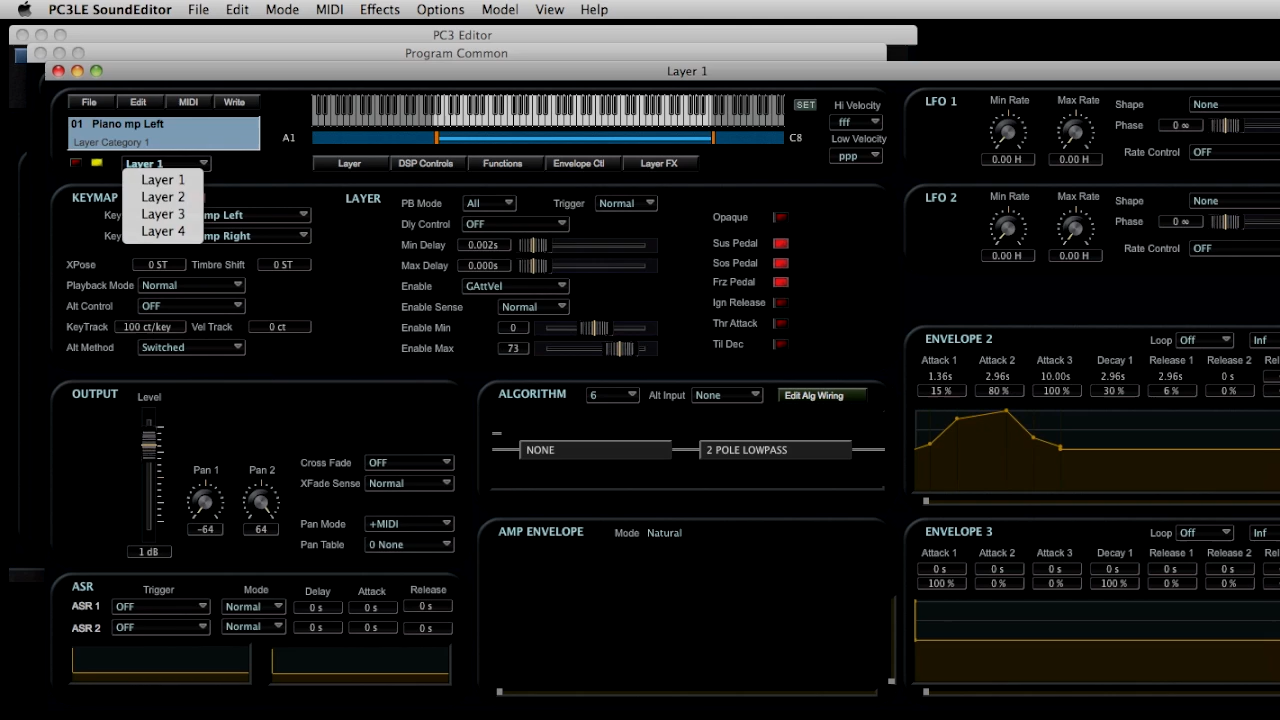 PC3LE SoundEditor File Edit Mode MIDI Effects Options Model View Help
PC3 Editor
Program Common
Layer 1
File Edit MIDI Write
01 Piano mp Left
Layer Category 1
Layer 1
Layer 1
Layer 2
Layer 3
Layer 4
A1 C8 SET
Hi Velocity
fff
Low Velocity
ppp
Layer DSP Controls Functions Envelope Ctl Layer FX
KEYMAP
mp Left
mp Right
XPose 0 ST Timbre Shift 0 ST
Playback Mode Normal
Alt Control OFF
KeyTrack 100 ct/key Vel Track 0 ct
Alt Method Switched
LAYER
PB Mode All Trigger Normal
Dly Control OFF
Min Delay 0.002s
Max Delay 0.000s
Enable GAttVel
Enable Sense Normal
Enable Min 0
Enable Max 73
Opaque
Sus Pedal
Sos Pedal
Frz Pedal
Ign Release
Thr Attack
Til Dec
OUTPUT
Level
1 dB
Pan 1 Pan 2
-64 64
Cross Fade OFF
XFade Sense Normal
Pan Mode +MIDI
Pan Table 0 None
ALGORITHM 6 Alt Input None Edit Alg Wiring
NONE 2 POLE LOWPASS
AMP ENVELOPE Mode Natural
ASR
Trigger Mode Delay Attack Release
ASR 1 OFF Normal 0 s 0 s 0 s
ASR 2 OFF Normal 0 s 0 s 0 s
LFO 1 Min Rate Max Rate Shape None
Phase 0 ∞
0.00 H 0.00 H Rate Control OFF
LFO 2 Min Rate Max Rate Shape None
Phase 0 ∞
0.00 H 0.00 H Rate Control OFF
ENVELOPE 2 Loop Off Inf
Attack 1 Attack 2 Attack 3 Decay 1 Release 1 Release 2
1.36s 2.96s 10.00s 2.96s 2.96s 0 s
15 % 80 % 100 % 30 % 6 % 0 %
ENVELOPE 3 Loop Off Inf
Attack 1 Attack 2 Attack 3 Decay 1 Release 1 Release 2
0 s 0 s 0 s 0 s 0 s 0 s
100 % 0 % 0 % 100 % 0 % 0 %